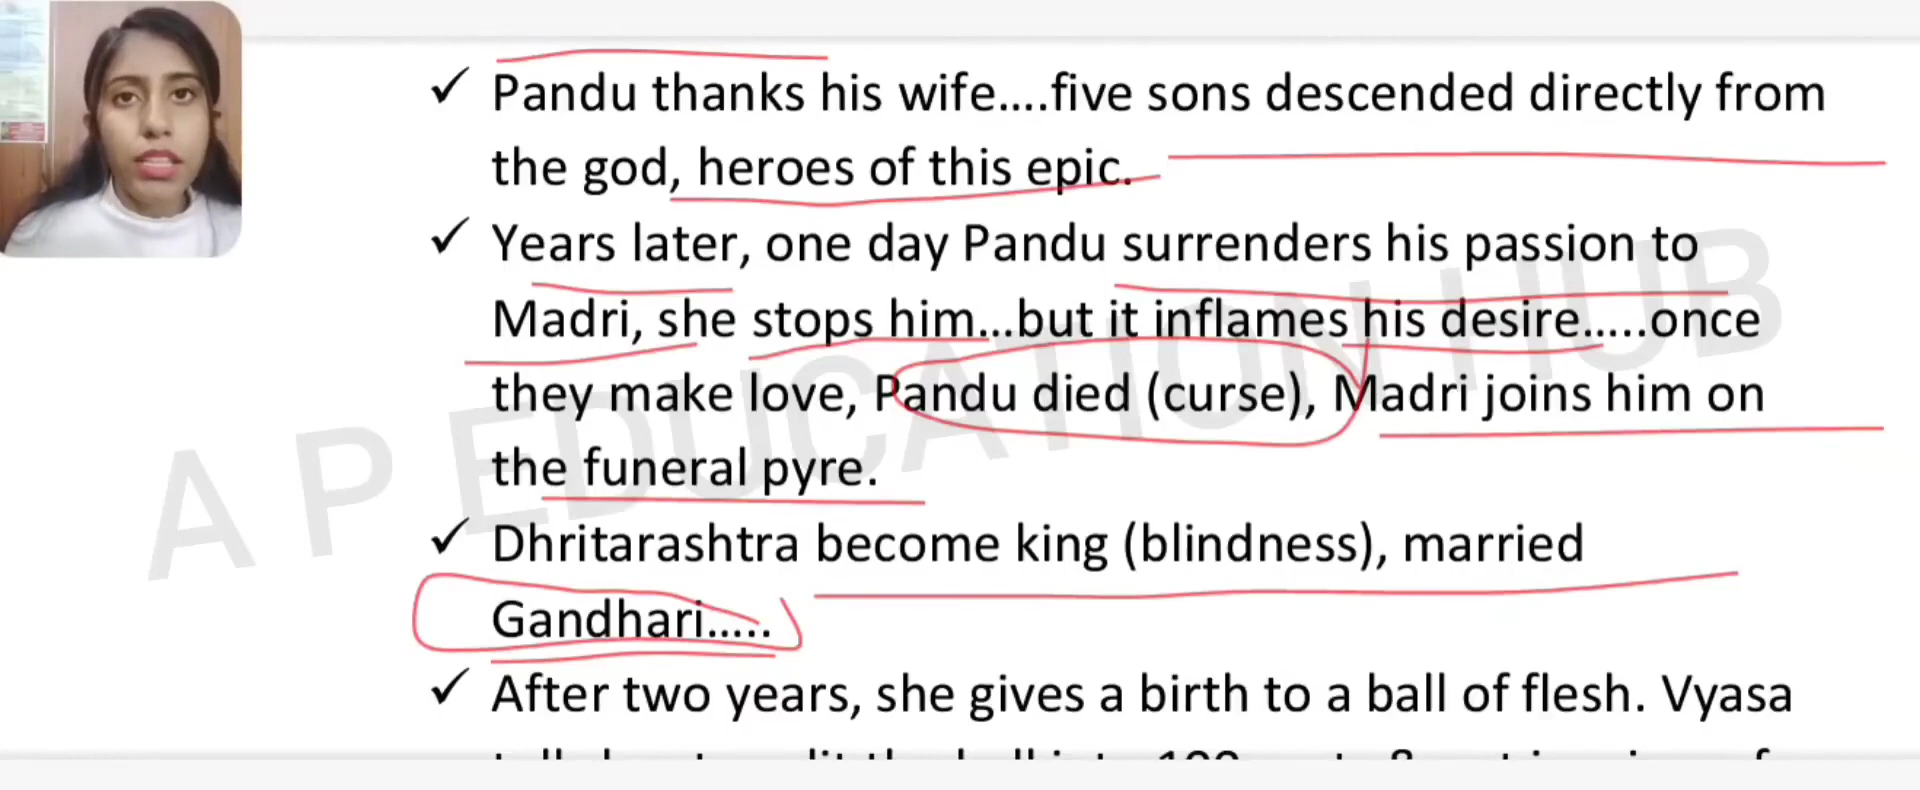 ✓ Pandu thanks his wife....five sons descended directly from
the god, heroes of this epic.
✓ Years later, one day Pandu surrenders his passion to
Madri, she stops him...but it inflames his desire.....once
they make love, Pandu died (curse), Madri joins him on
the funeral pyre.
✓ Dhritarashtra become king (blindness), married
Gandhari.....
✓ After two years, she gives a birth to a ball of flesh. Vyasa
A P EDUCATION HUB